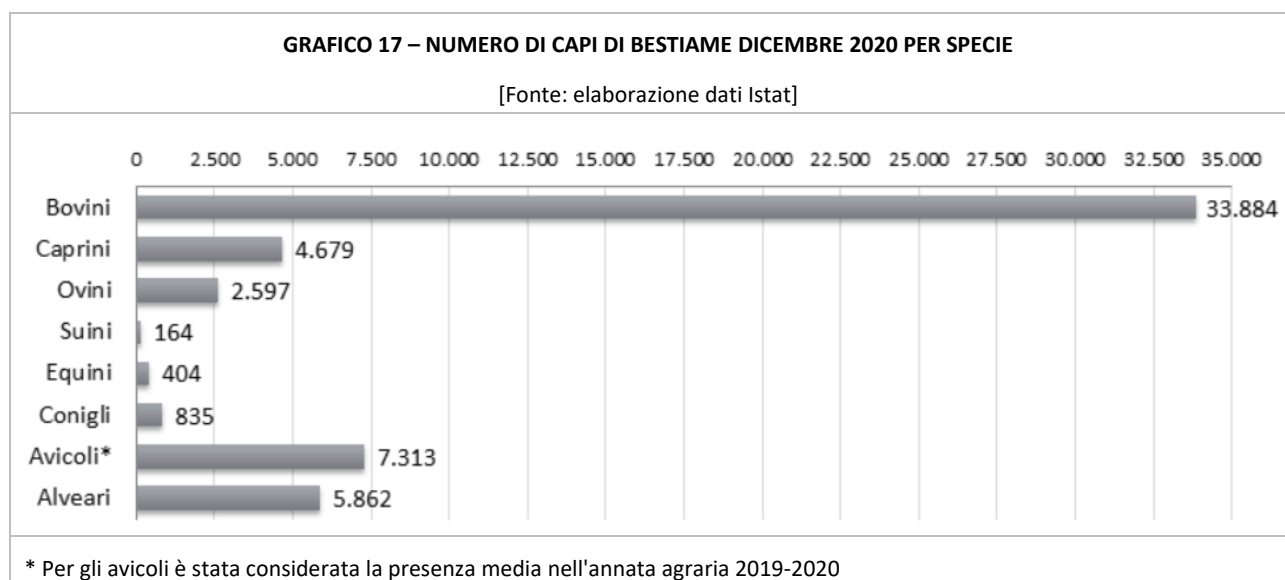 GRAFICO 17 – NUMERO DI CAPI DI BESTIAME DICEMBRE 2020 PER SPECIE
[Fonte: elaborazione dati Istat]
0 2.500 5.000 7.500 10.000 12.500 15.000 17.500 20.000 22.500 25.000 27.500 30.000 32.500 35.000
Bovini 33.884
Caprini 4.679
Ovini 2.597
Suini 164
Equini 404
Conigli 835
Avicoli* 7.313
Alveari 5.862
* Per gli avicoli è stata considerata la presenza media nell'annata agraria 2019-2020